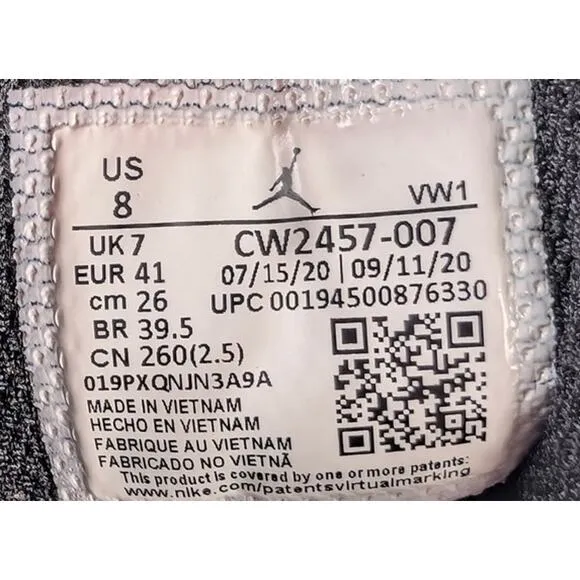 US
8
VW1
UK 7
CW2457-007
EUR 41
07/15/20 | 09/11/20
cm 26
UPC 00194500876330
BR 39.5
CN 260(2.5)
019PXQNJN3A9A
MADE IN VIETNAM
HECHO EN VIETNAM
FABRIQUE AU VIETNAM
FABRICADO NO VIETNÃ
This product is covered by one or more patents:
www.nike.com/patentsvirtualmarking